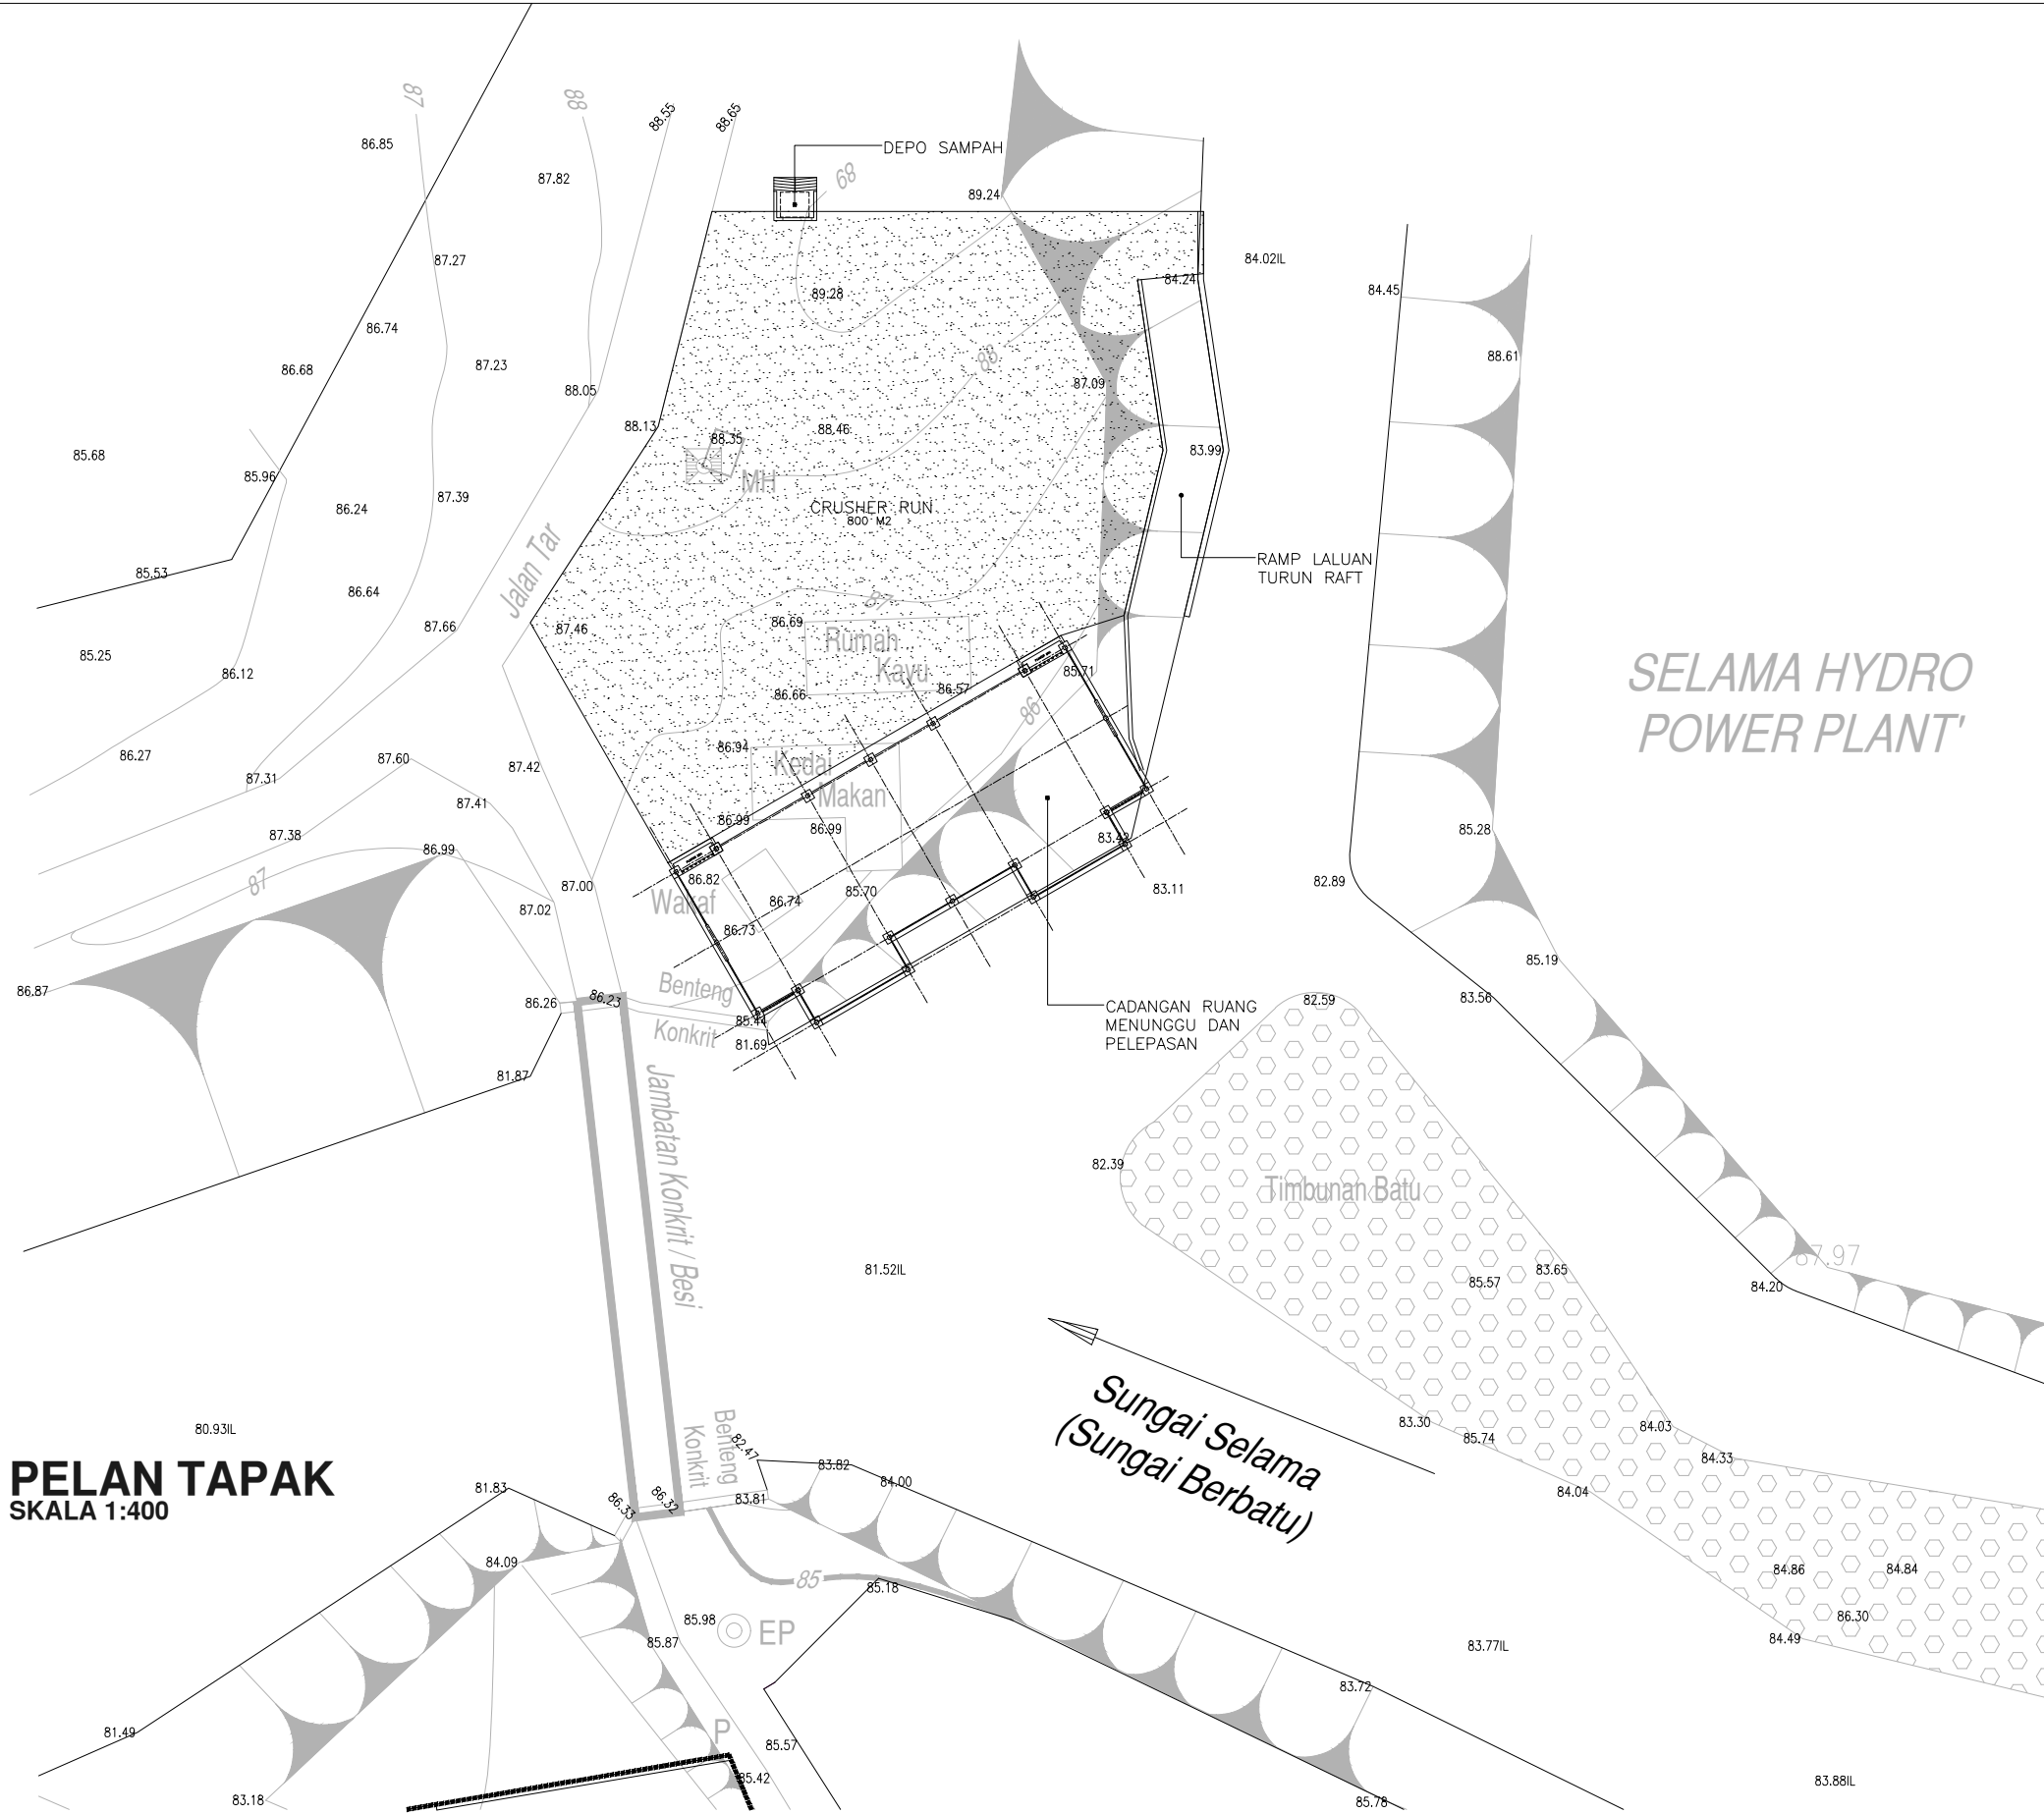 87
88
88.55
88.65
86.85
DEPO SAMPAH
87.82
89
89.24
87.27
84.02IL
84.24
84.45
89.28
86.74
88.61
88
86.68
87.23
87.09
88.05
88.13
88.35
88.46
85.68
83.99
85.96
MH
87.39
86.24
CRUSHER RUN
800 M2
Jalan Tar
RAMP LALUAN
TURUN RAFT
85.53
86.64
87
87.66
87.46
86.69
Rumah
Kayu
85.25
86.12
85.71
SELAMA HYDRO
POWER PLANT'
86.66
86.57
86
86.27
87.60
87.42
86.94
Kedai
Makan
87.31
87.41
86.99
86.99
87.38
85.28
83.42
86.99
87
87.00
86.82
85.70
83.11
82.89
Wakaf
86.74
87.02
86.73
85.19
86.87
Benteng
Konkrit
86.26
86.23
83.56
82.59
CADANGAN RUANG
MENUNGGU DAN
PELEPASAN
85.44
81.69
81.87
Jambatan Konkrit / Besi
82.39
Timbunan Batu
87.97
81.52IL
85.57
83.65
84.20
Sungai Selama
(Sungai Berbatu)
80.93IL
83.30
85.74
84.03
84.33
Benteng
Konkrit
82.47
PELAN TAPAK
SKALA 1:400
81.83
83.82
84.00
83.81
86.33
86.32
84.04
84.09
85
85.18
84.86
84.84
85.98
EP
85.87
86.30
84.49
83.77IL
83.72
81.49
P
85.57
85.42
83.18
83.88IL
85.78